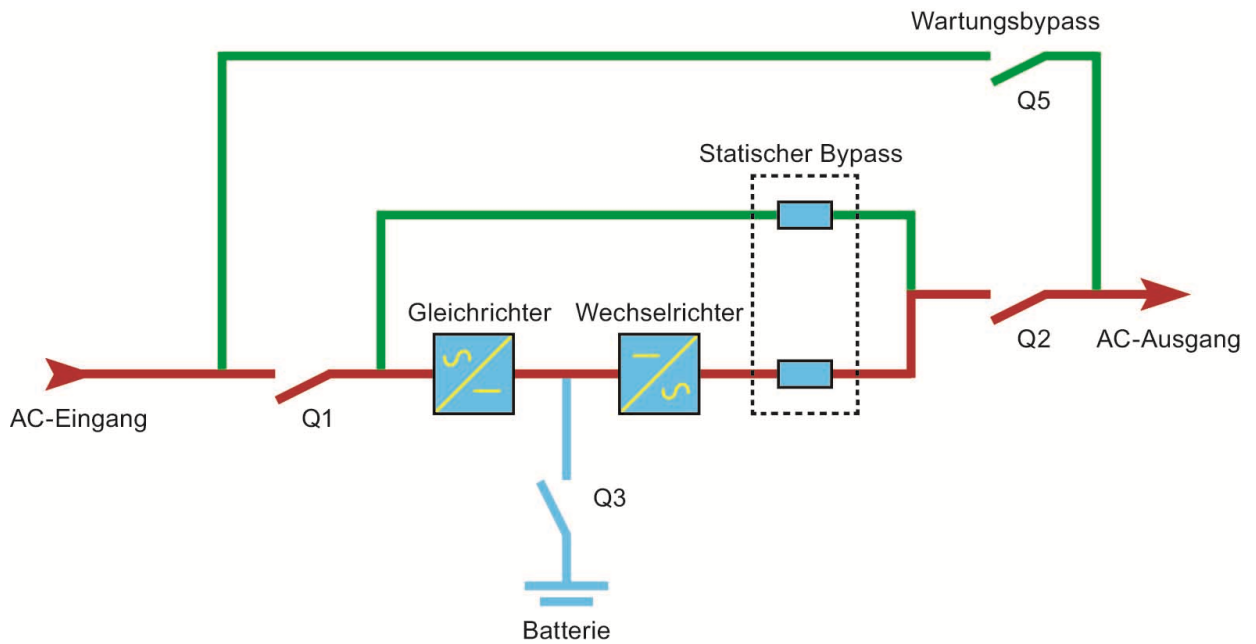 Wartungsbypass
Q5
Statischer Bypass
Gleichrichter
Wechselrichter
Q2
AC-Ausgang
AC-Eingang
Q1
Q3
Batterie